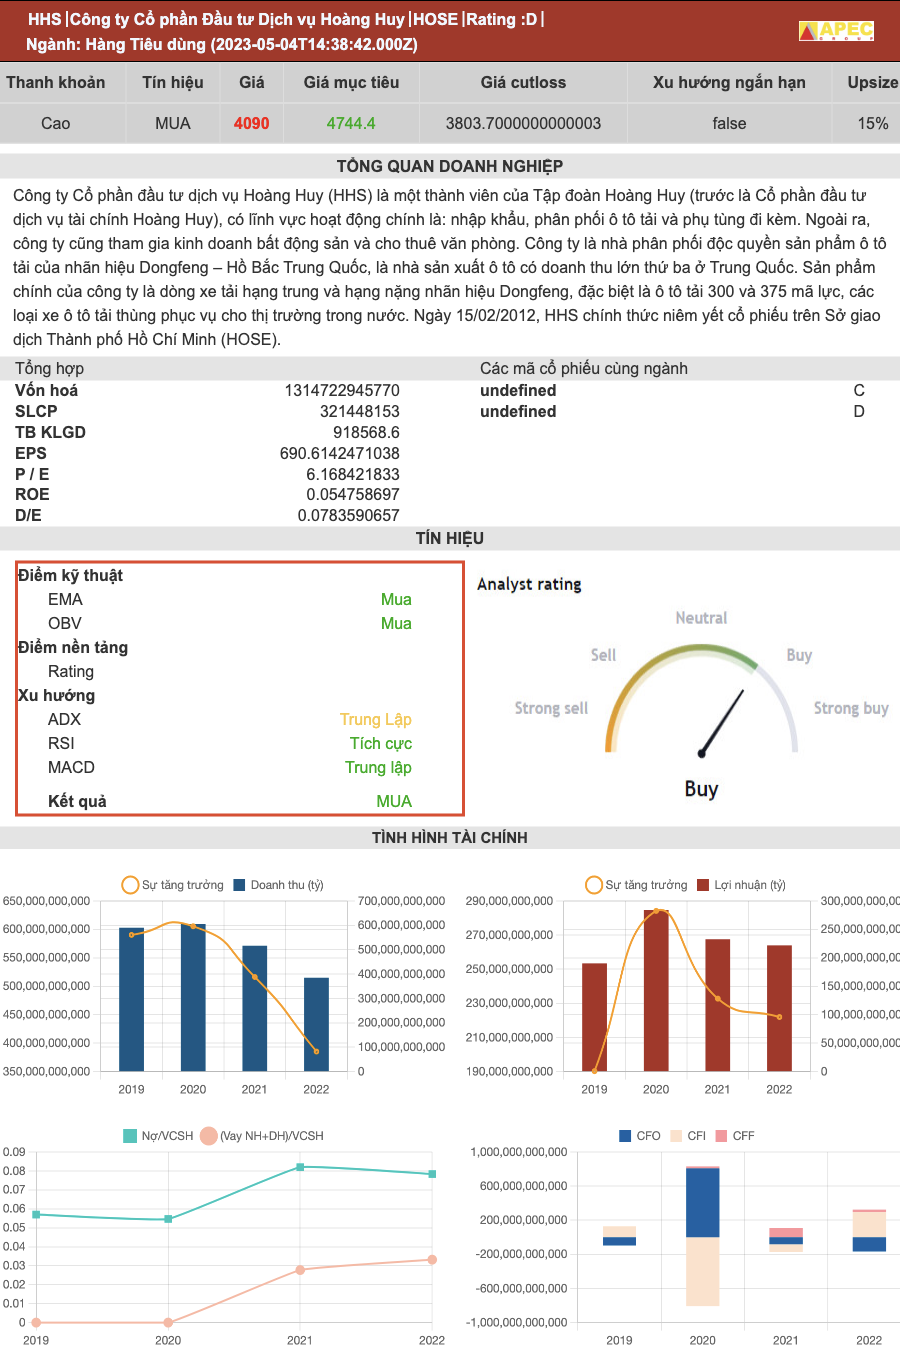 HHS |Công ty Cổ phần Đầu tư Dịch vụ Hoàng Huy |HOSE |Rating :D |
Ngành: Hàng Tiêu dùng (2023-05-04T14:38:42.000Z)
APEC
GROUP
Thanh khoản Tín hiệu Giá Giá mục tiêu Giá cutloss Xu hướng ngắn hạn Upsize
Cao MUA 4090 4744.4 3803.7000000000003 false 15%
TỔNG QUAN DOANH NGHIỆP
Công ty Cổ phần đầu tư dịch vụ Hoàng Huy (HHS) là một thành viên của Tập đoàn Hoàng Huy (trước là Cổ phần đầu tư
dịch vụ tài chính Hoàng Huy), có lĩnh vực hoạt động chính là: nhập khẩu, phân phối ô tô tải và phụ tùng đi kèm. Ngoài ra,
công ty cũng tham gia kinh doanh bất động sản và cho thuê văn phòng. Công ty là nhà phân phối độc quyền sản phẩm ô tô
tải của nhãn hiệu Dongfeng – Hồ Bắc Trung Quốc, là nhà sản xuất ô tô có doanh thu lớn thứ ba ở Trung Quốc. Sản phẩm
chính của công ty là dòng xe tải hạng trung và hạng nặng nhãn hiệu Dongfeng, đặc biệt là ô tô tải 300 và 375 mã lực, các
loại xe ô tô tải thùng phục vụ cho thị trường trong nước. Ngày 15/02/2012, HHS chính thức niêm yết cổ phiếu trên Sở giao
dịch Thành phố Hồ Chí Minh (HOSE).
Tổng hợp Các mã cổ phiếu cùng ngành
Vốn hoá 1314722945770 undefined C
SLCP 321448153 undefined D
TB KLGD 918568.6
EPS 690.6142471038
P / E 6.168421833
ROE 0.054758697
D/E 0.0783590657
TÍN HIỆU
Điểm kỹ thuật
EMA Mua
OBV Mua
Điểm nền tảng
Rating
Xu hướng
ADX Trung Lập
RSI Tích cực
MACD Trung lập
Kết quả MUA
Analyst rating
Neutral
Sell Buy
Strong sell Strong buy
Buy
TÌNH HÌNH TÀI CHÍNH
Sự tăng trưởng Doanh thu (tỷ)
650,000,000,000 700,000,000,000
600,000,000,000 600,000,000,000
550,000,000,000 500,000,000,000
500,000,000,000 400,000,000,000
450,000,000,000 300,000,000,000
400,000,000,000 200,000,000,000
350,000,000,000 100,000,000,000
0
2019 2020 2021 2022
Sự tăng trưởng Lợi nhuận (tỷ)
290,000,000,000 300,000,000,00
270,000,000,000 250,000,000,00
250,000,000,000 200,000,000,00
230,000,000,000 150,000,000,00
210,000,000,000 100,000,000,00
190,000,000,000 50,000,000,00
0
2019 2020 2021 2022
Nợ/VCSH (Vay NH+DH)/VCSH
0.09
0.08
0.07
0.06
0.05
0.04
0.03
0.02
0.01
0
2019 2020 2021 2022
CFO CFI CFF
1,000,000,000,000
600,000,000,000
200,000,000,000
-200,000,000,000
-600,000,000,000
-1,000,000,000,000
2019 2020 2021 2022